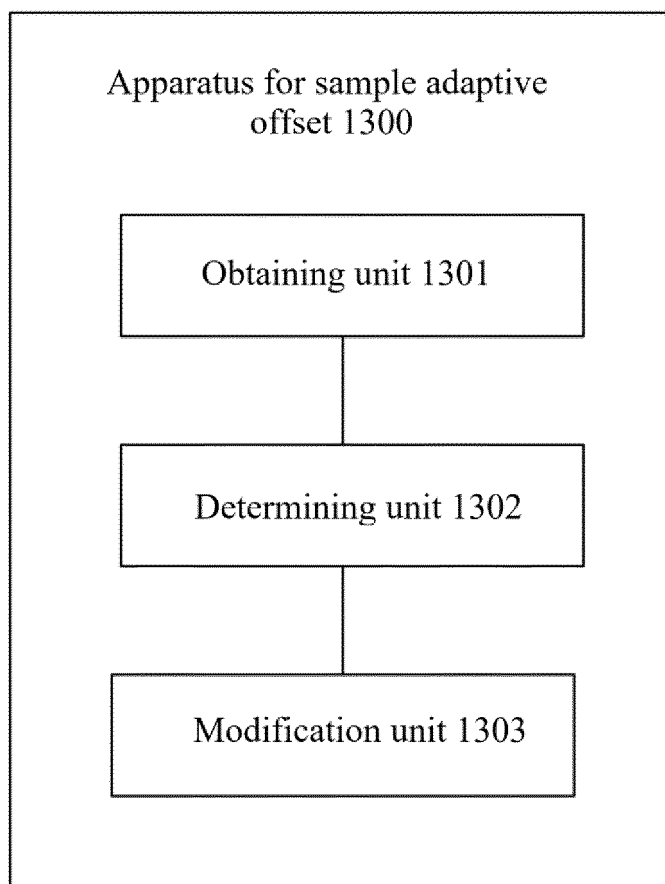 Apparatus for sample adaptive
offset 1300
Obtaining unit 1301
Determining unit 1302
Modification unit 1303